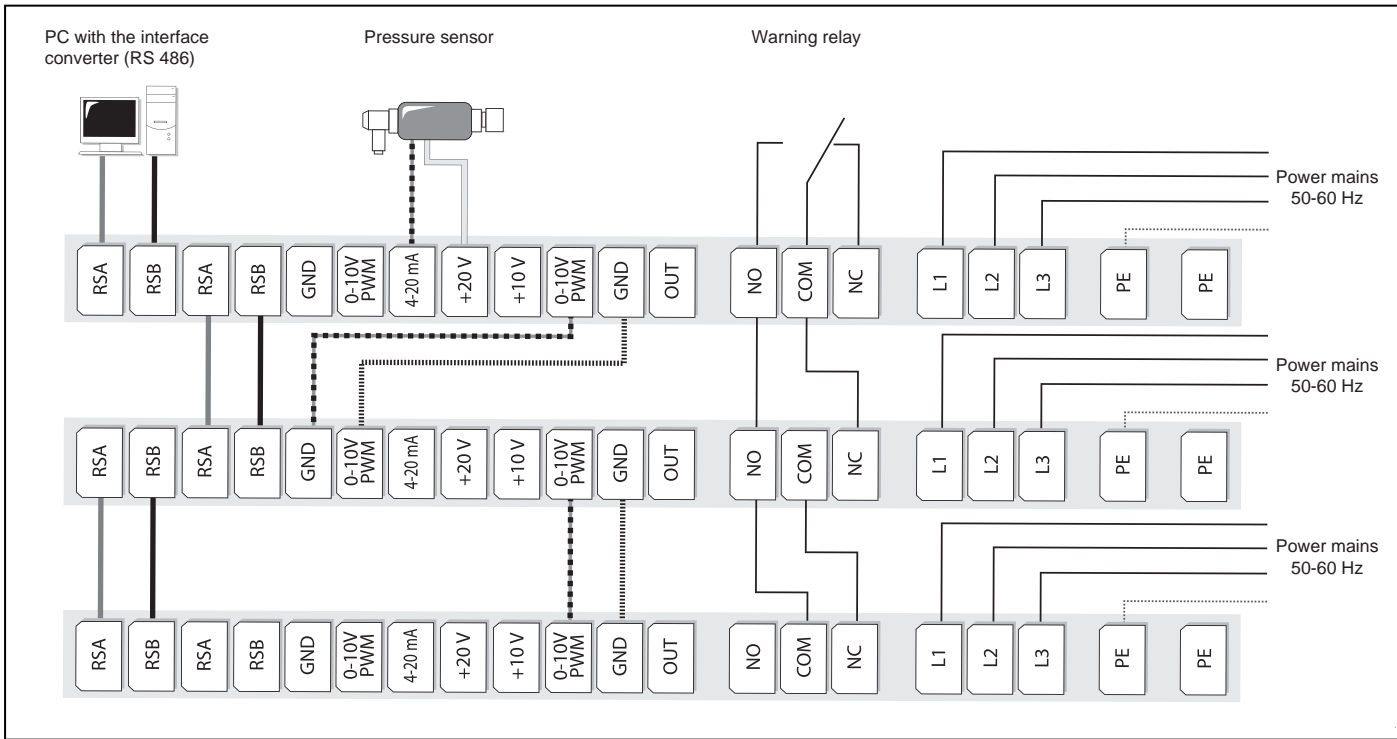 PC with the interface
converter (RS 486)
Pressure sensor
Warning relay
Power mains
50-60 Hz
RSA
RSB
RSA
RSB
GND
0-10V
PWM
4-20 mA
+20 V
+10 V
0-10V
PWM
GND
OUT
NO
COM
NC
L1
L2
L3
PE
PE
Power mains
50-60 Hz
RSA
RSB
RSA
RSB
GND
0-10V
PWM
4-20 mA
+20 V
+10 V
0-10V
PWM
GND
OUT
NO
COM
NC
L1
L2
L3
PE
PE
Power mains
50-60 Hz
RSA
RSB
RSA
RSB
GND
0-10V
PWM
4-20 mA
+20 V
+10 V
0-10V
PWM
GND
OUT
NO
COM
NC
L1
L2
L3
PE
PE